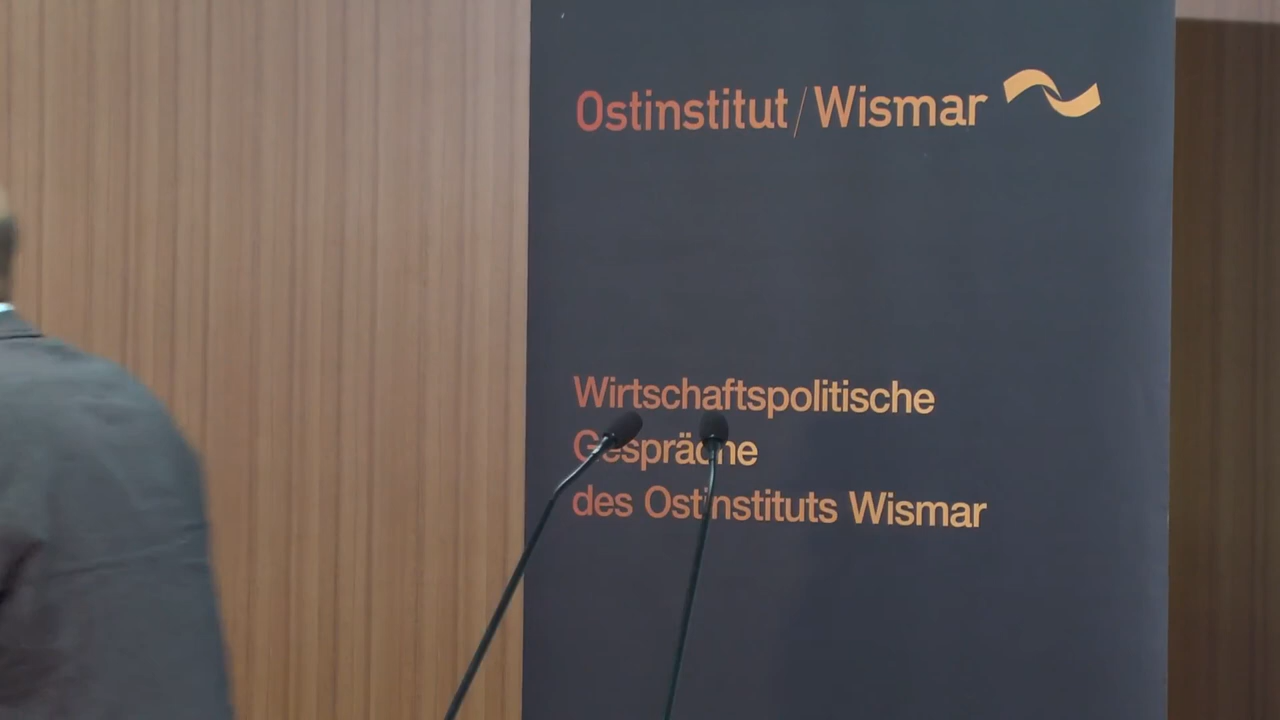 Ostinstitut/Wismar
Wirtschaftspolitische
Gespräche
des Ostinstituts Wismar